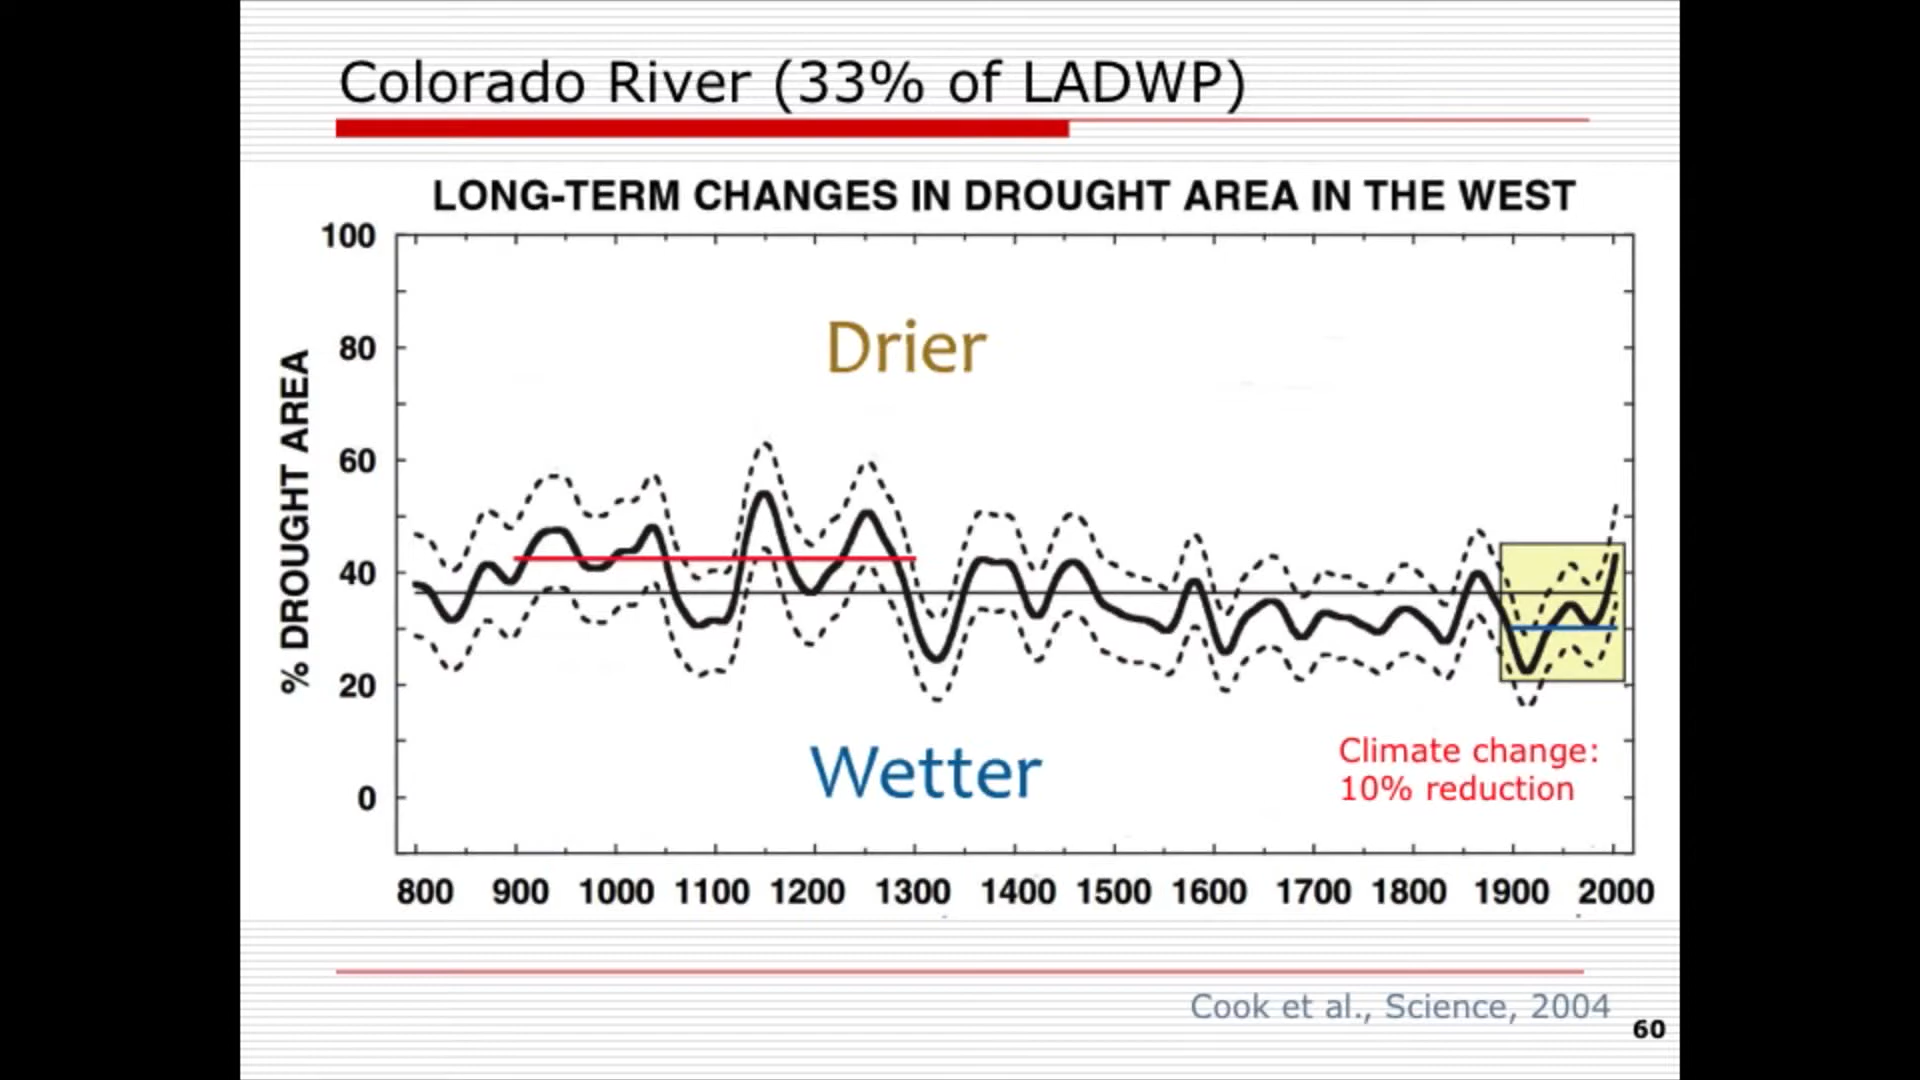 Colorado River (33% of LADWP)
LONG-TERM CHANGES IN DROUGHT AREA IN THE WEST
% DROUGHT AREA
100
80
60
40
20
0
Drier
Wetter
Climate change:
10% reduction
800 900 1000 1100 1200 1300 1400 1500 1600 1700 1800 1900 2000
Cook et al., Science, 2004
60